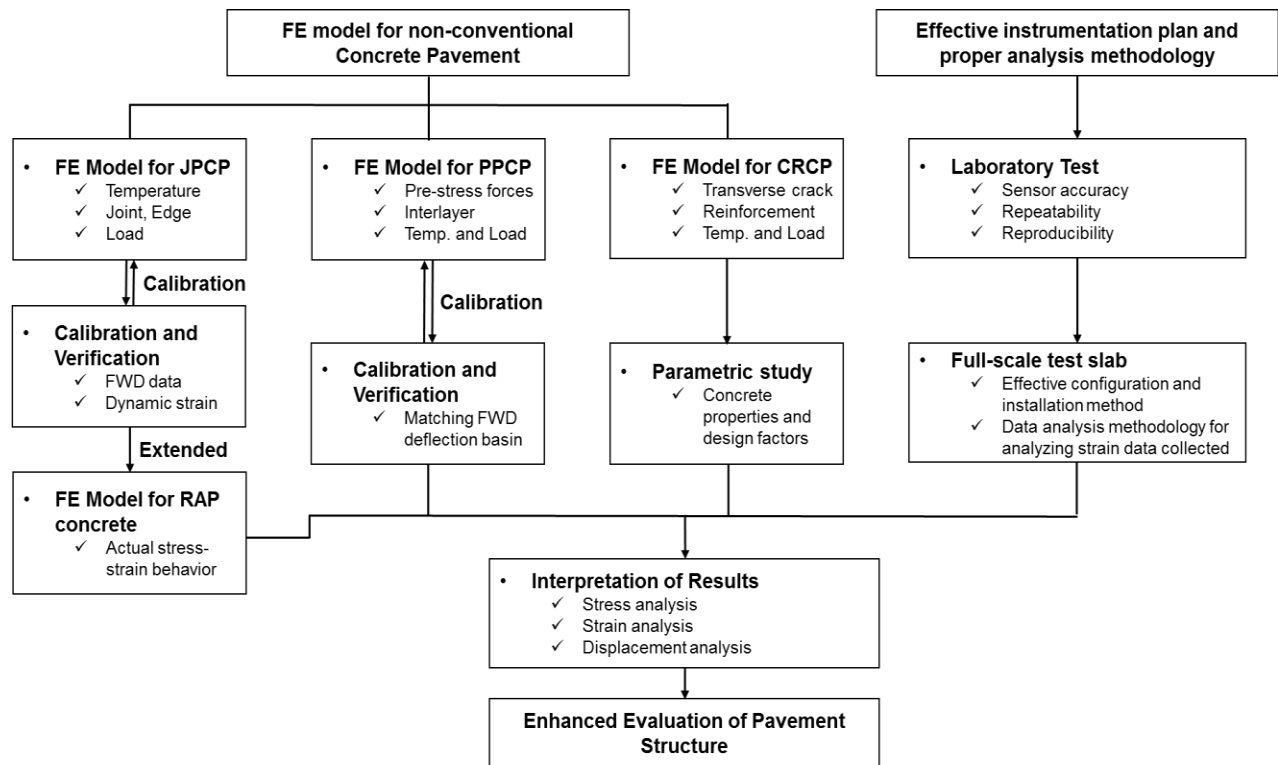 FE model for non-conventional
Concrete Pavement
Effective instrumentation plan and
proper analysis methodology
• FE Model for JPCP
✓ Temperature
✓ Joint, Edge
✓ Load
• FE Model for PPCP
✓ Pre-stress forces
✓ Interlayer
✓ Temp. and Load
• FE Model for CRCP
✓ Transverse crack
✓ Reinforcement
✓ Temp. and Load
• Laboratory Test
✓ Sensor accuracy
✓ Repeatability
✓ Reproducibility
Calibration
Calibration
• Calibration and
Verification
✓ FWD data
✓ Dynamic strain
• Calibration and
Verification
✓ Matching FWD
deflection basin
• Parametric study
✓ Concrete
properties and
design factors
• Full-scale test slab
✓ Effective configuration and
installation method
✓ Data analysis methodology for
analyzing strain data collected
Extended
• FE Model for RAP
concrete
✓ Actual stress-
strain behavior
• Interpretation of Results
✓ Stress analysis
✓ Strain analysis
✓ Displacement analysis
Enhanced Evaluation of Pavement
Structure